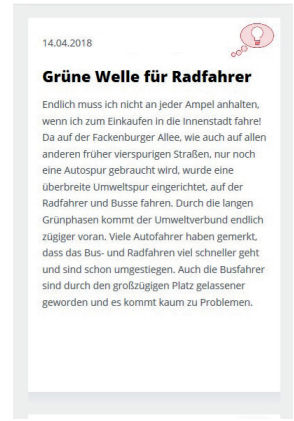 14.04.2018
Grüne Welle für Radfahrer
Endlich muss ich nicht an jeder Ampel anhalten,
wenn ich zum Einkaufen in die Innenstadt fahre!
Da auf der Fackenburger Allee, wie auch auf allen
anderen früher vierspurigen Straßen, nur noch
eine Autospur gebraucht wird, wurde eine
überbreite Umweltspur eingerichtet, auf der
Radfahrer und Busse fahren. Durch die langen
Grünphasen kommt der Umweltverbund endlich
zügiger voran. Viele Autofahrer haben gemerkt,
dass das Bus- und Radfahren viel schneller geht
und sind schon umgestiegen. Auch die Busfahrer
sind durch den großzügigen Platz gelassener
geworden und es kommt kaum zu Problemen.